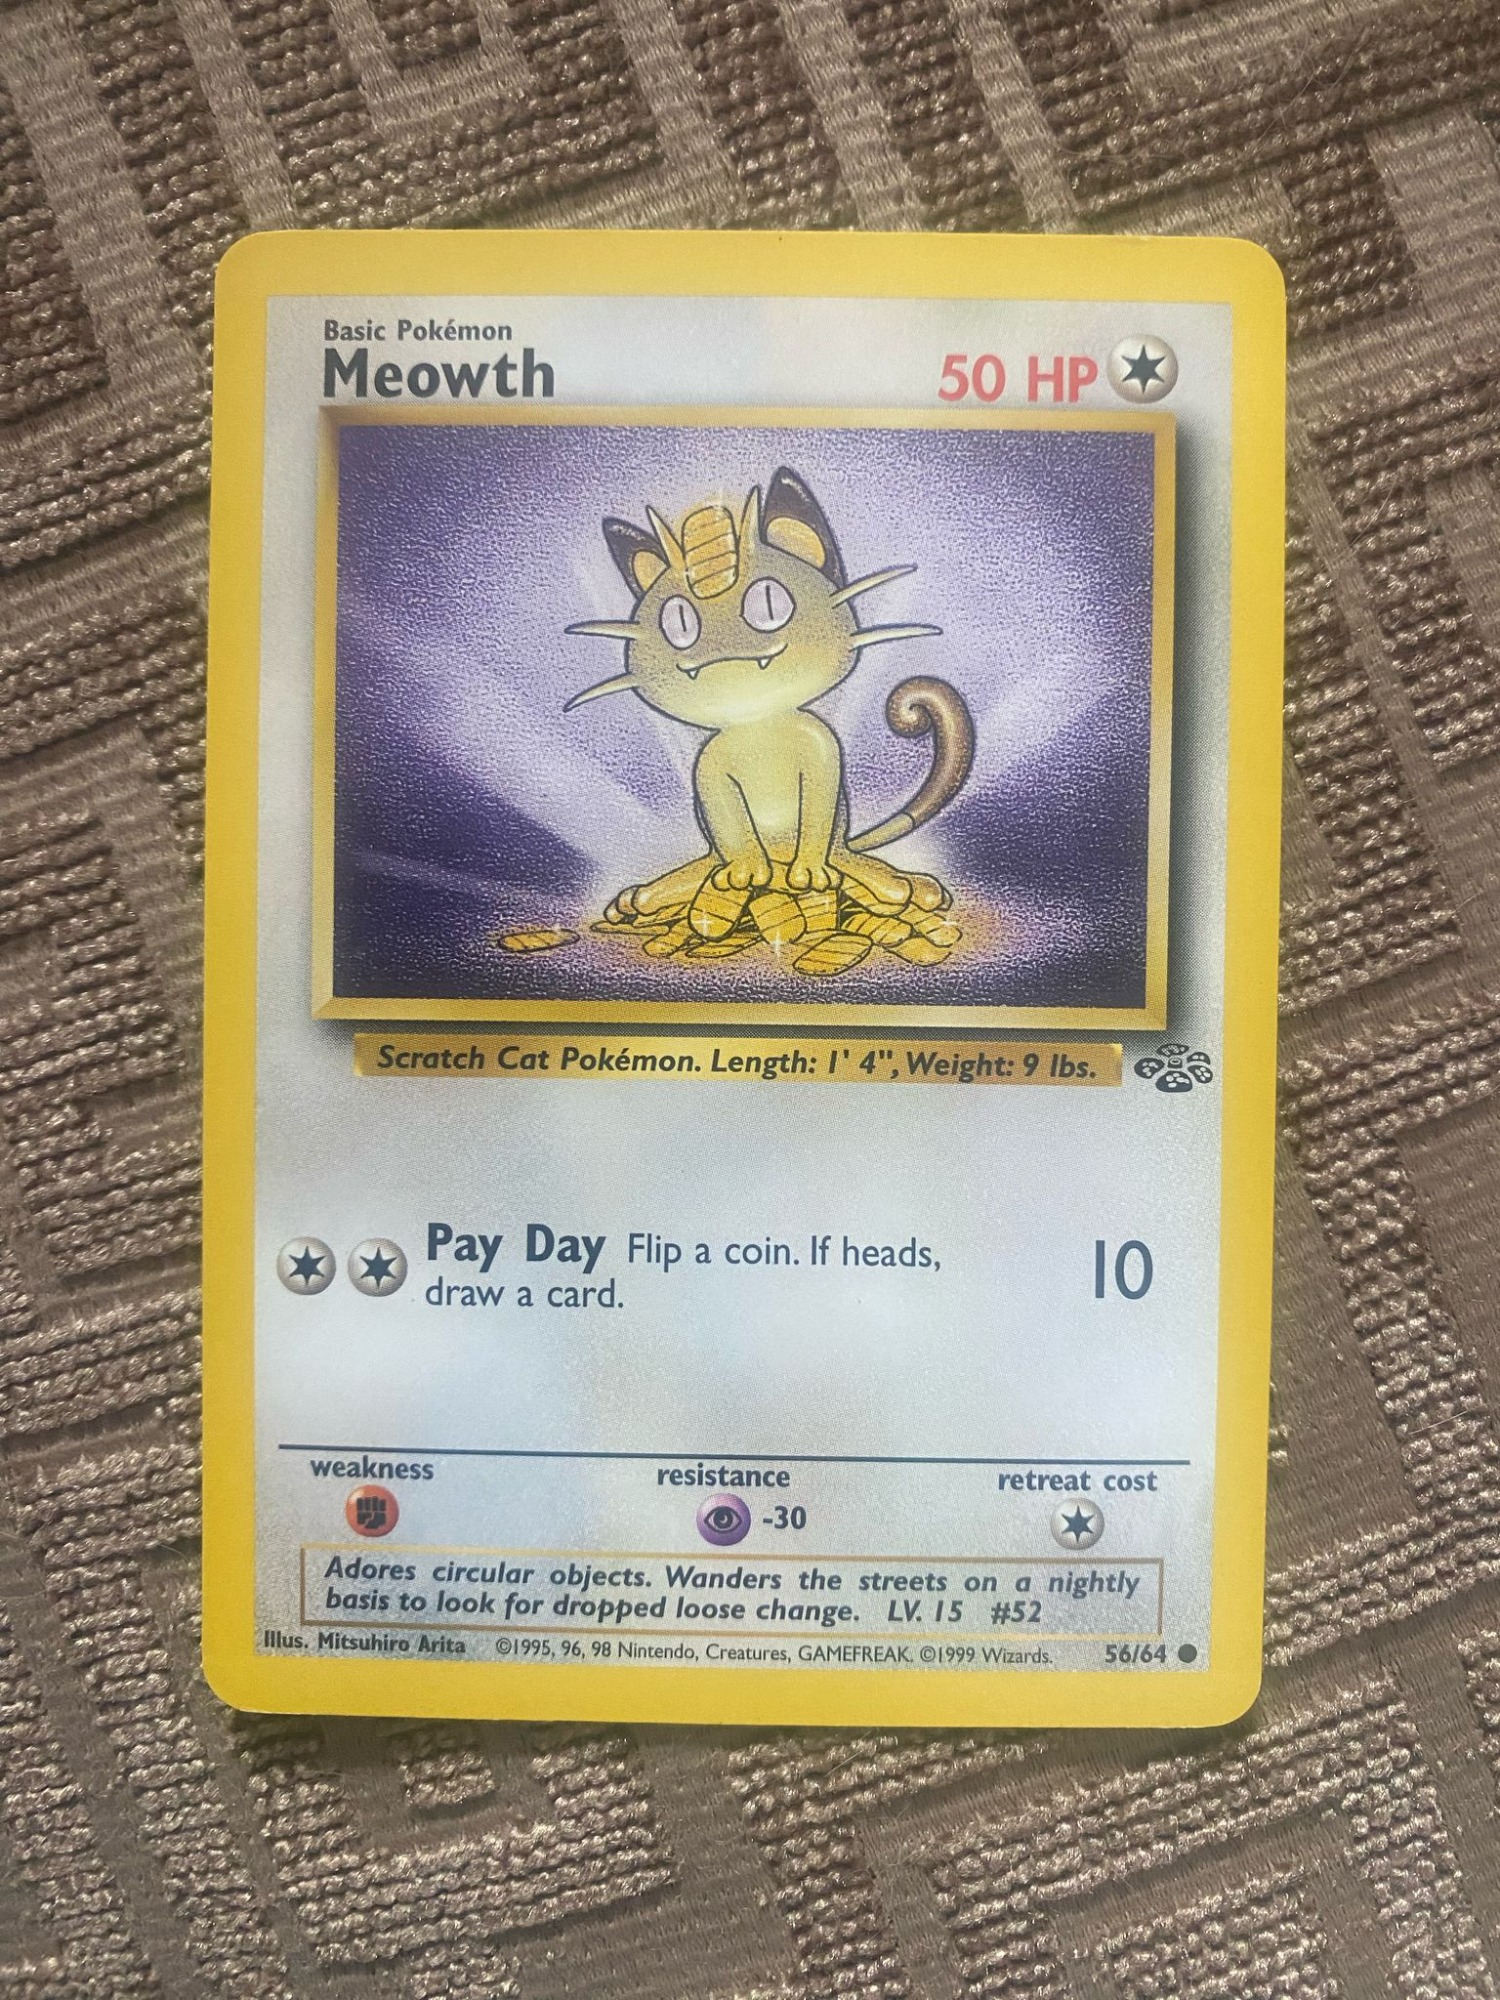 Basic Pokémon
Meowth 50 HP
Scratch Cat Pokémon. Length: 1' 4", Weight: 9 lbs.
Pay Day Flip a coin. If heads, 10
draw a card.
weakness resistance retreat cost
-30
Adores circular objects. Wanders the streets on a nightly
basis to look for dropped loose change. LV. 15 #52
Illus. Mitsuhiro Arita ©1995, 96, 98 Nintendo, Creatures, GAMEFREAK. ©1999 Wizards. 56/64